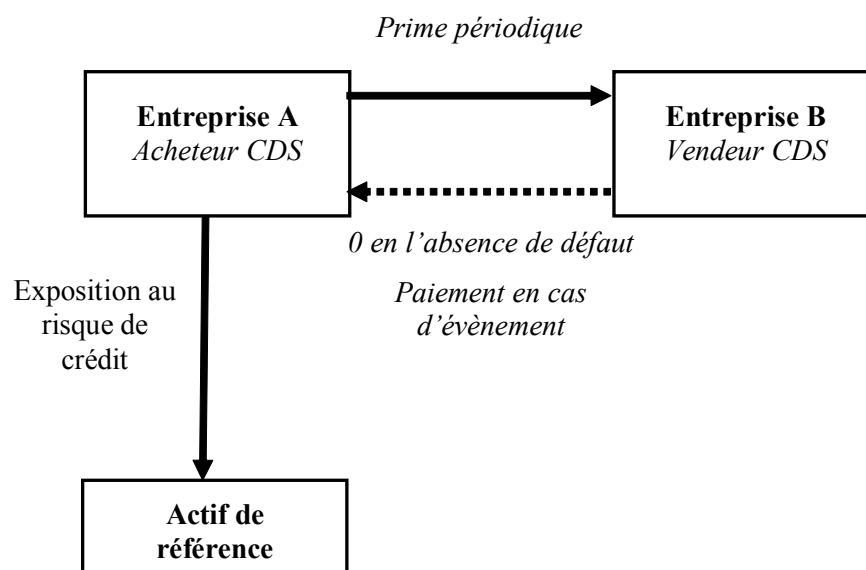 Prime périodique
Entreprise A
Acheteur CDS
Entreprise B
Vendeur CDS
0 en l’absence de défaut
Paiement en cas
d’évènement
Exposition au
risque de
crédit
Actif de
référence